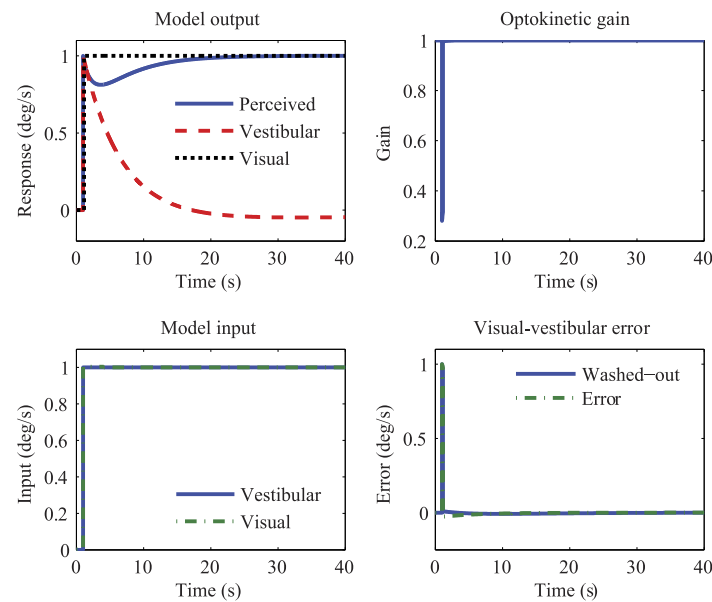 Model output
Response (deg/s)
1
0.5
0
Perceived
Vestibular
Visual
0 10 20 30 40
Time (s)
Optokinetic gain
Gain
1
0.8
0.6
0.4
0.2
0 10 20 30 40
Time (s)
Model input
Input (deg/s)
1
0.8
0.6
0.4
0.2
0
Vestibular
Visual
0 10 20 30 40
Time (s)
Visual-vestibular error
Error (deg/s)
1
0.5
0
Washed−out
Error
0 10 20 30 40
Time (s)